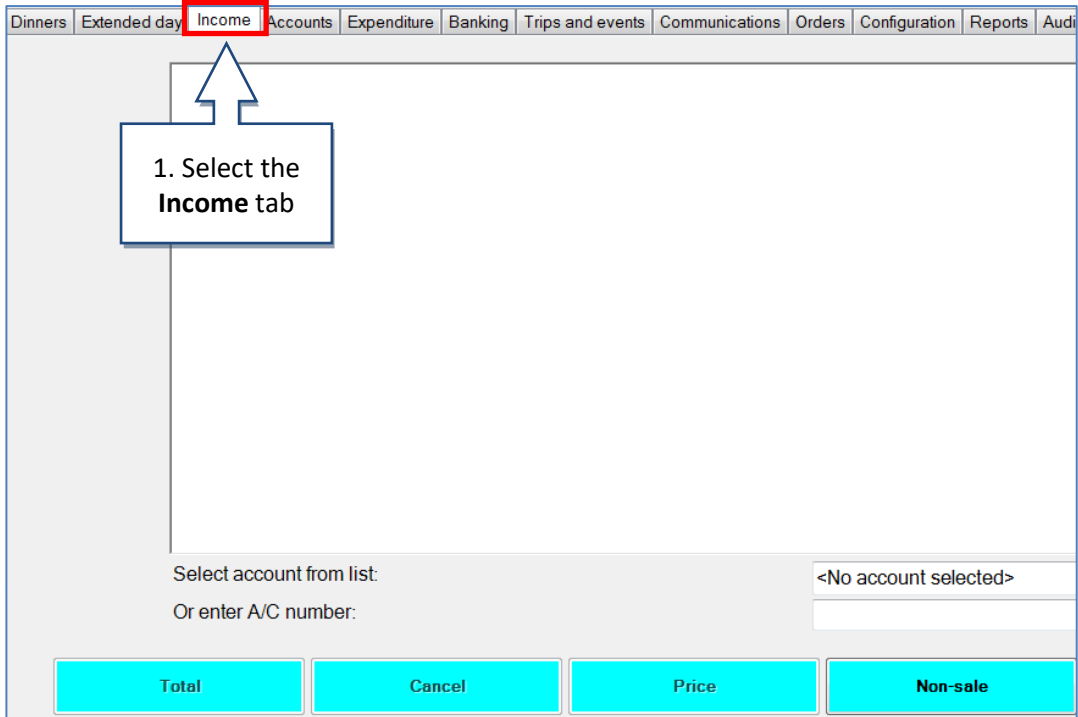 Dinners Extended day Income Accounts Expenditure Banking Trips and events Communications Orders Configuration Reports Audi
1. Select the
Income tab
Select account from list: <No account selected>
Or enter A/C number:
Total Cancel Price Non-sale